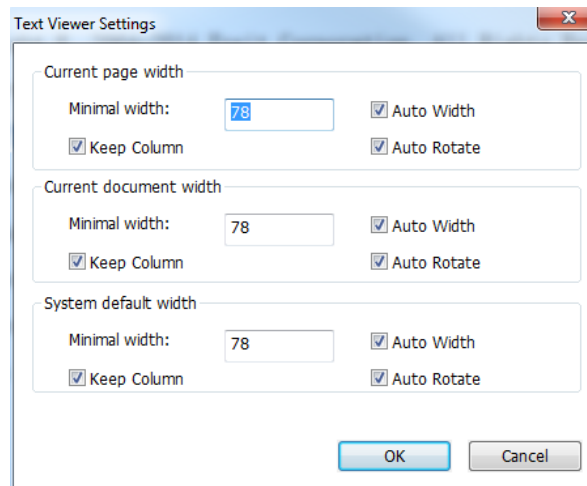 Text Viewer Settings
Current page width
Minimal width: 78 Auto Width
Keep Column Auto Rotate
Current document width
Minimal width: 78 Auto Width
Keep Column Auto Rotate
System default width
Minimal width: 78 Auto Width
Keep Column Auto Rotate
OK Cancel